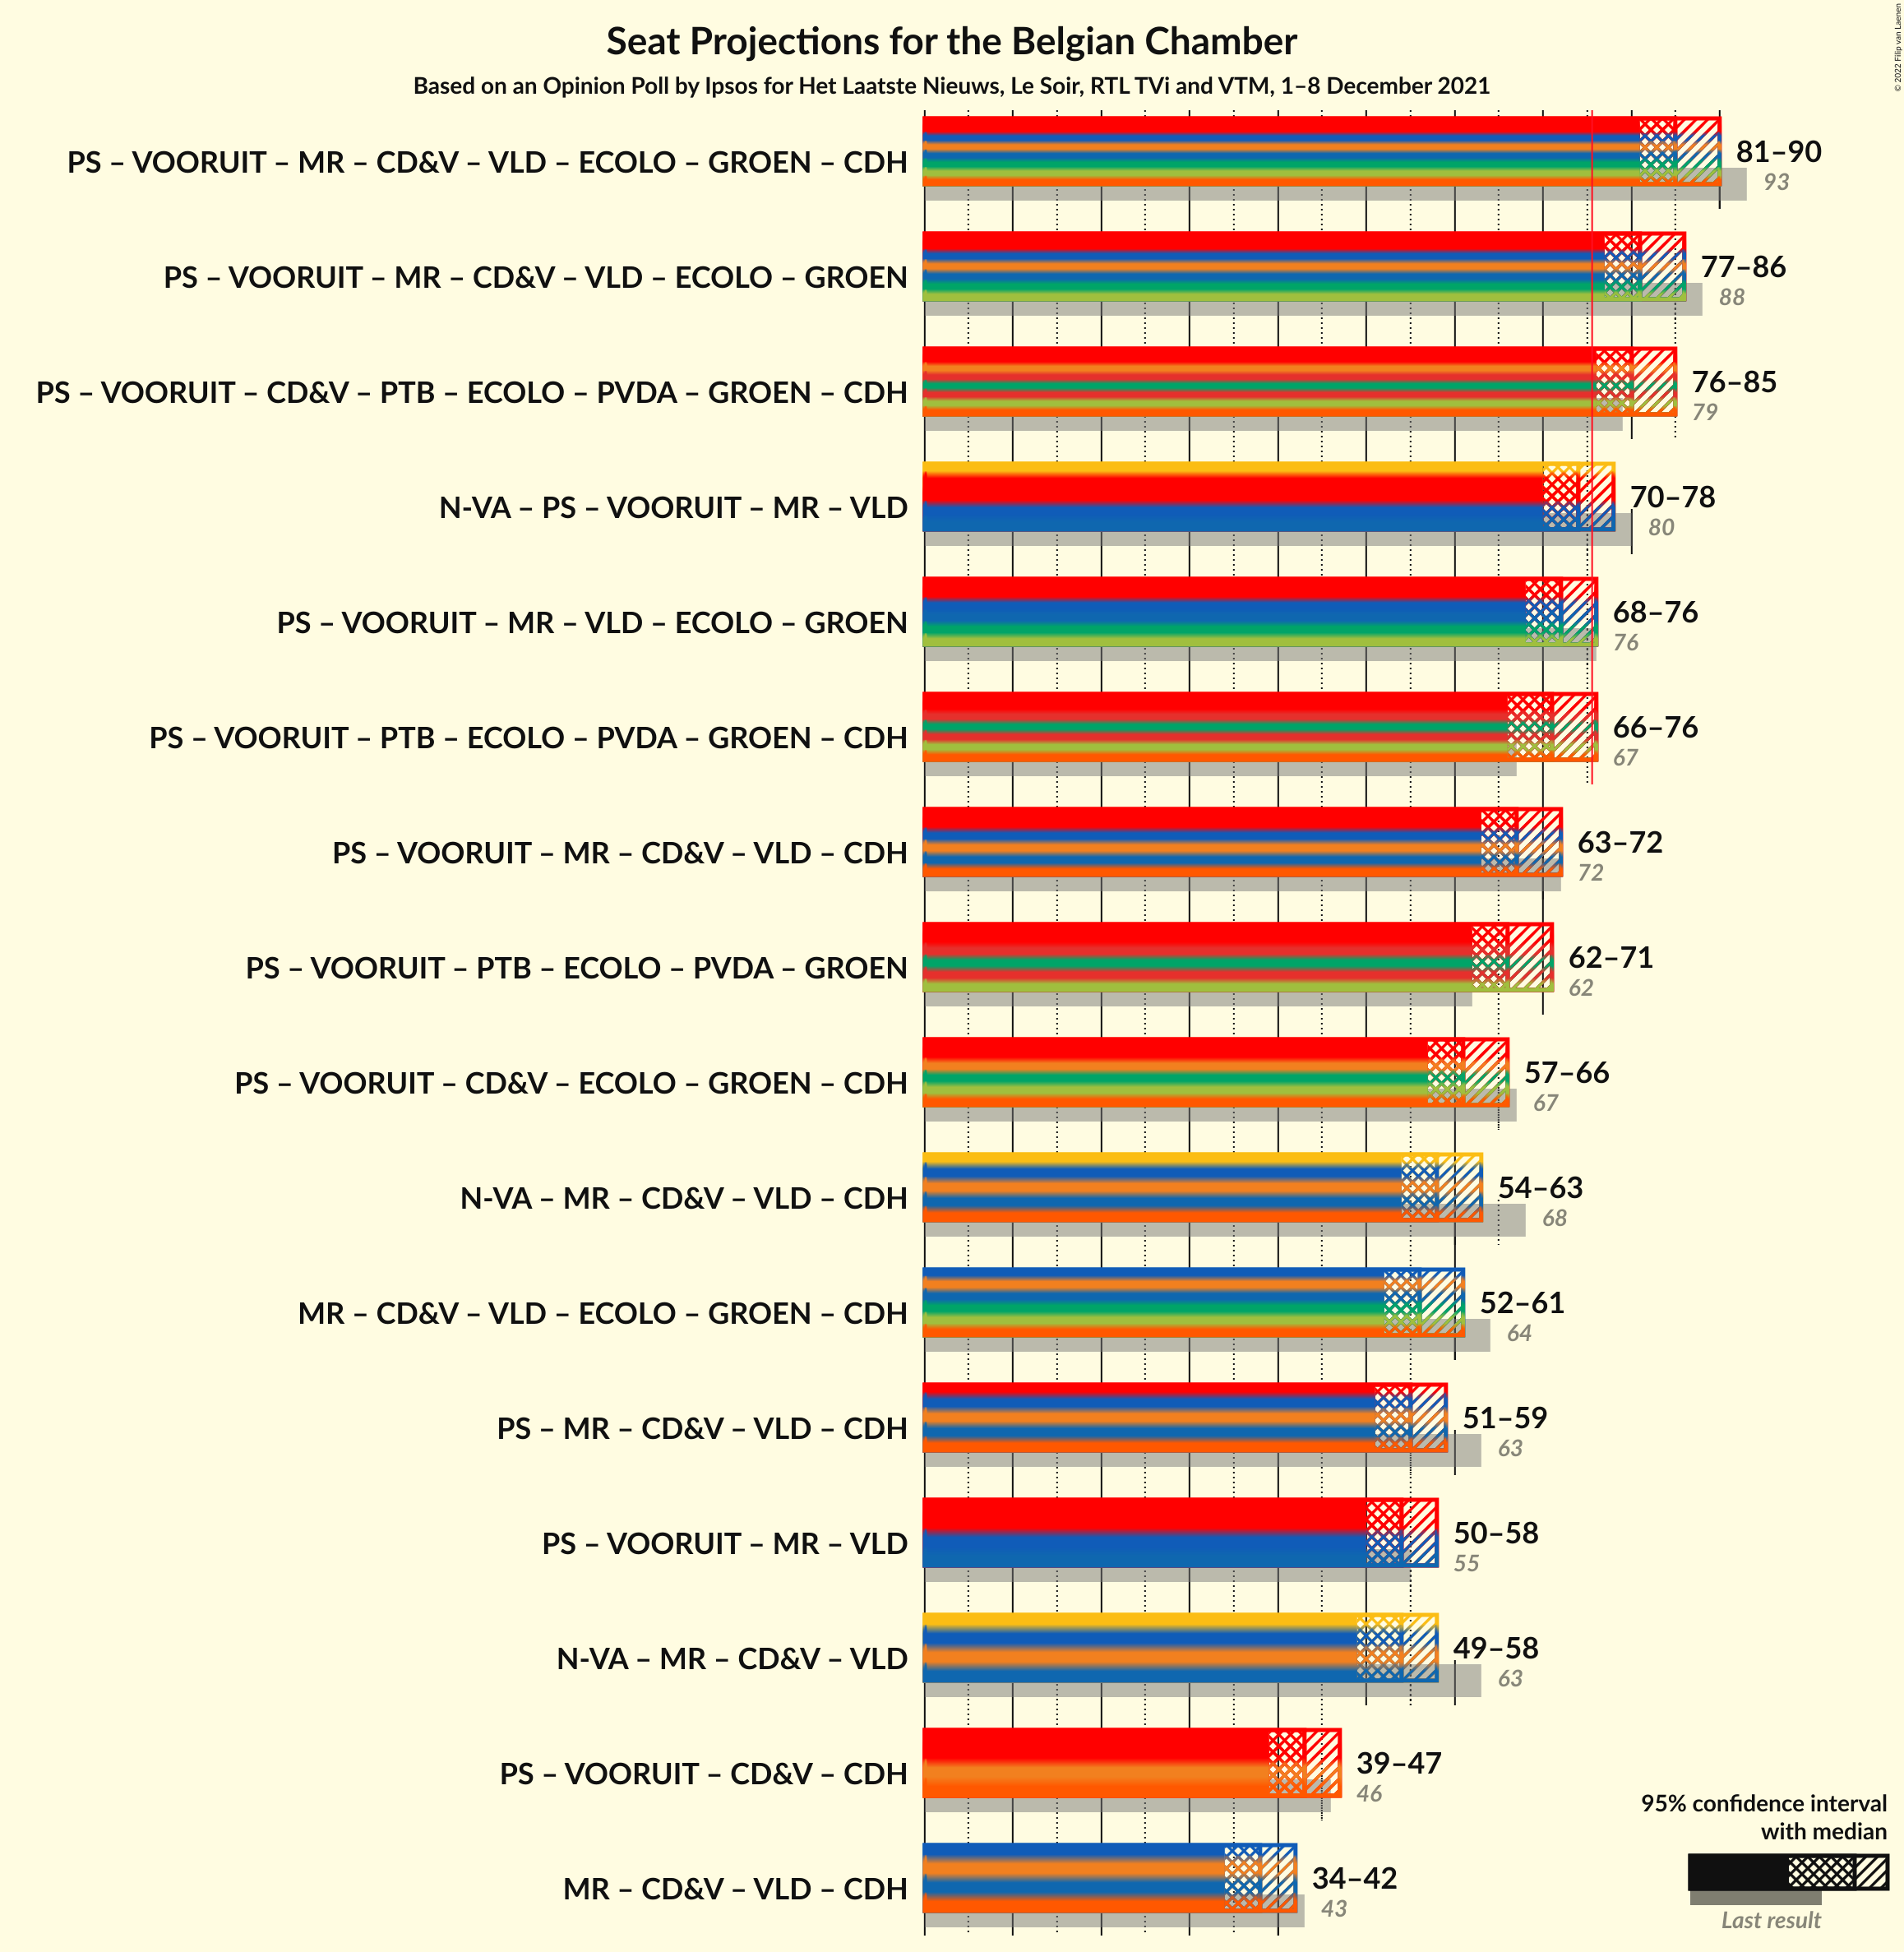 Seat Projections for the Belgian Chamber
Based on an Opinion Poll by Ipsos for Het Laatste Nieuws, Le Soir, RTL TVi and VTM, 1–8 December 2021
© 2022 Filip van Laenen
PS – VOORUIT – MR – CD&V – VLD – ECOLO – GROEN – CDH
81–90
93
PS – VOORUIT – MR – CD&V – VLD – ECOLO – GROEN
77–86
88
PS – VOORUIT – CD&V – PTB – ECOLO – PVDA – GROEN – CDH
76–85
79
N-VA – PS – VOORUIT – MR – VLD
70–78
80
PS – VOORUIT – MR – VLD – ECOLO – GROEN
68–76
76
PS – VOORUIT – PTB – ECOLO – PVDA – GROEN – CDH
66–76
67
PS – VOORUIT – MR – CD&V – VLD – CDH
63–72
72
PS – VOORUIT – PTB – ECOLO – PVDA – GROEN
62–71
62
PS – VOORUIT – CD&V – ECOLO – GROEN – CDH
57–66
67
N-VA – MR – CD&V – VLD – CDH
54–63
68
MR – CD&V – VLD – ECOLO – GROEN – CDH
52–61
64
PS – MR – CD&V – VLD – CDH
51–59
63
PS – VOORUIT – MR – VLD
50–58
55
N-VA – MR – CD&V – VLD
49–58
63
PS – VOORUIT – CD&V – CDH
39–47
46
MR – CD&V – VLD – CDH
34–42
43
95% confidence interval
with median
Last result